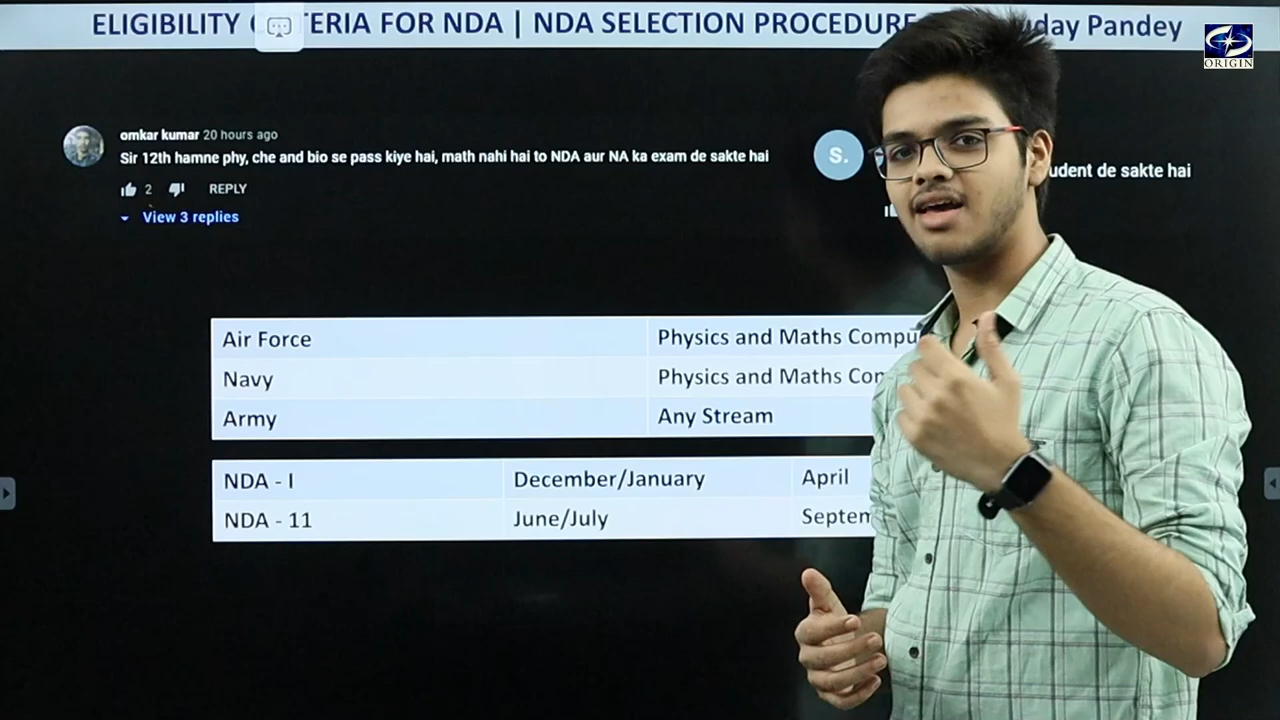 ELIGIBILITY TERIA FOR NDA | NDA SELECTION PROCEDURE Pandey
ORIGIN
omkar kumar 20 hours ago
Sir 12th hamne phy, che and bio se pass kiye hai, math nahi hai to NDA aur NA ka exam de sakte hai
2 REPLY
View 3 replies
S.
udent de sakte hai
Air Force Physics and Maths Compu
Navy Physics and Maths Com
Army Any Stream
NDA - I December/January April
NDA - 11 June/July Septem